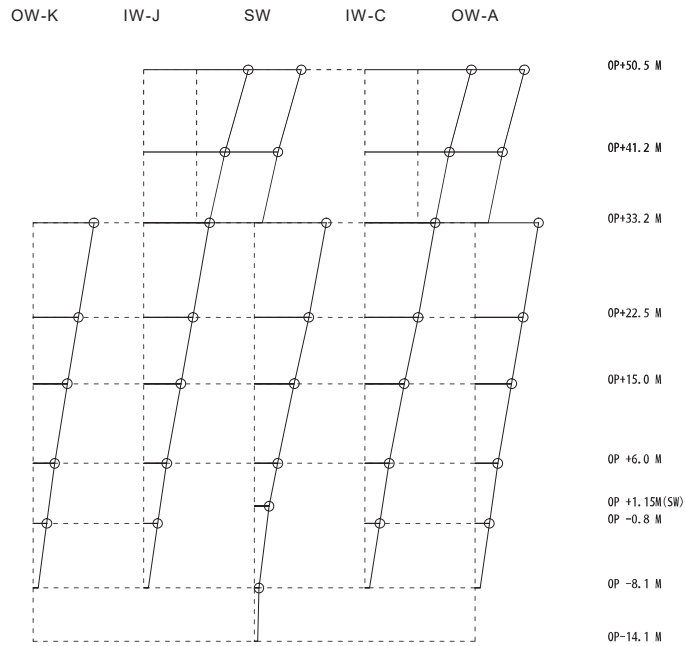 OW-K IW-J SW IW-C OW-A
OP+50.5 M
OP+41.2 M
OP+33.2 M
OP+22.5 M
OP+15.0 M
OP +6.0 M
OP +1.15M(SW)
OP -0.8 M
OP -8.1 M
OP-14.1 M